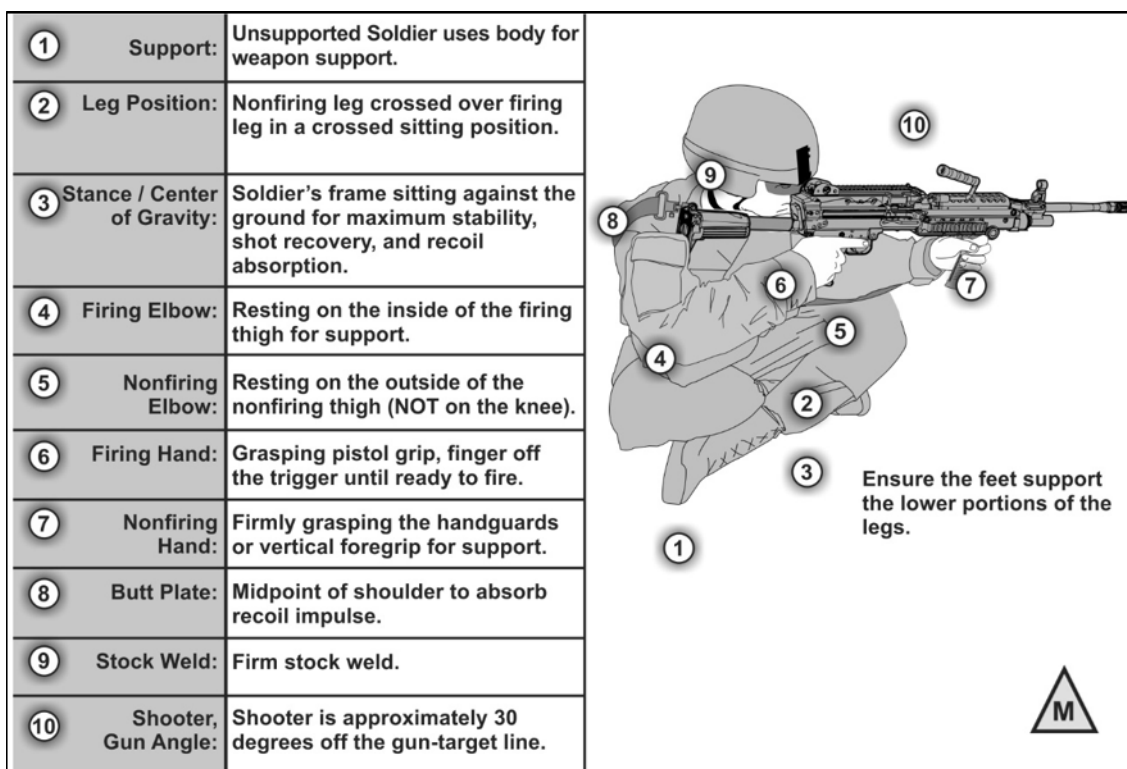 1 Support: Unsupported Soldier uses body for
weapon support.
2 Leg Position: Nonfiring leg crossed over firing
leg in a crossed sitting position.
3 Stance / Center
of Gravity: Soldier's frame sitting against the
ground for maximum stability,
shot recovery, and recoil
absorption.
4 Firing Elbow: Resting on the inside of the firing
thigh for support.
5 Nonfiring
Elbow: Resting on the outside of the
nonfiring thigh (NOT on the knee).
6 Firing Hand: Grasping pistol grip, finger off
the trigger until ready to fire.
7 Nonfiring
Hand: Firmly grasping the handguards
or vertical foregrip for support.
8 Butt Plate: Midpoint of shoulder to absorb
recoil impulse.
9 Stock Weld: Firm stock weld.
10 Shooter,
Gun Angle: Shooter is approximately 30
degrees off the gun-target line.
10
9
8
6
7
5
4
2
3
1
Ensure the feet support
the lower portions of the
legs.
M